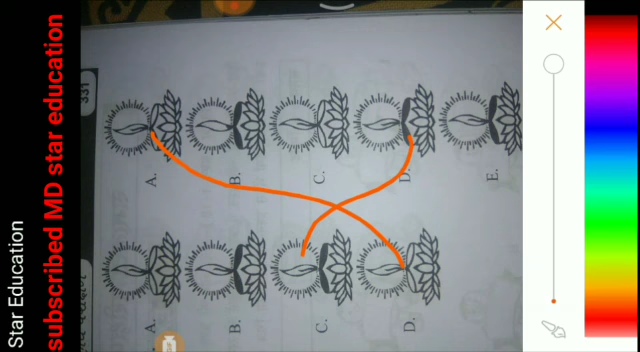 Star Education
subscribed MD star education
331
A.
B.
C.
D.
E.
A.
B.
C.
D.